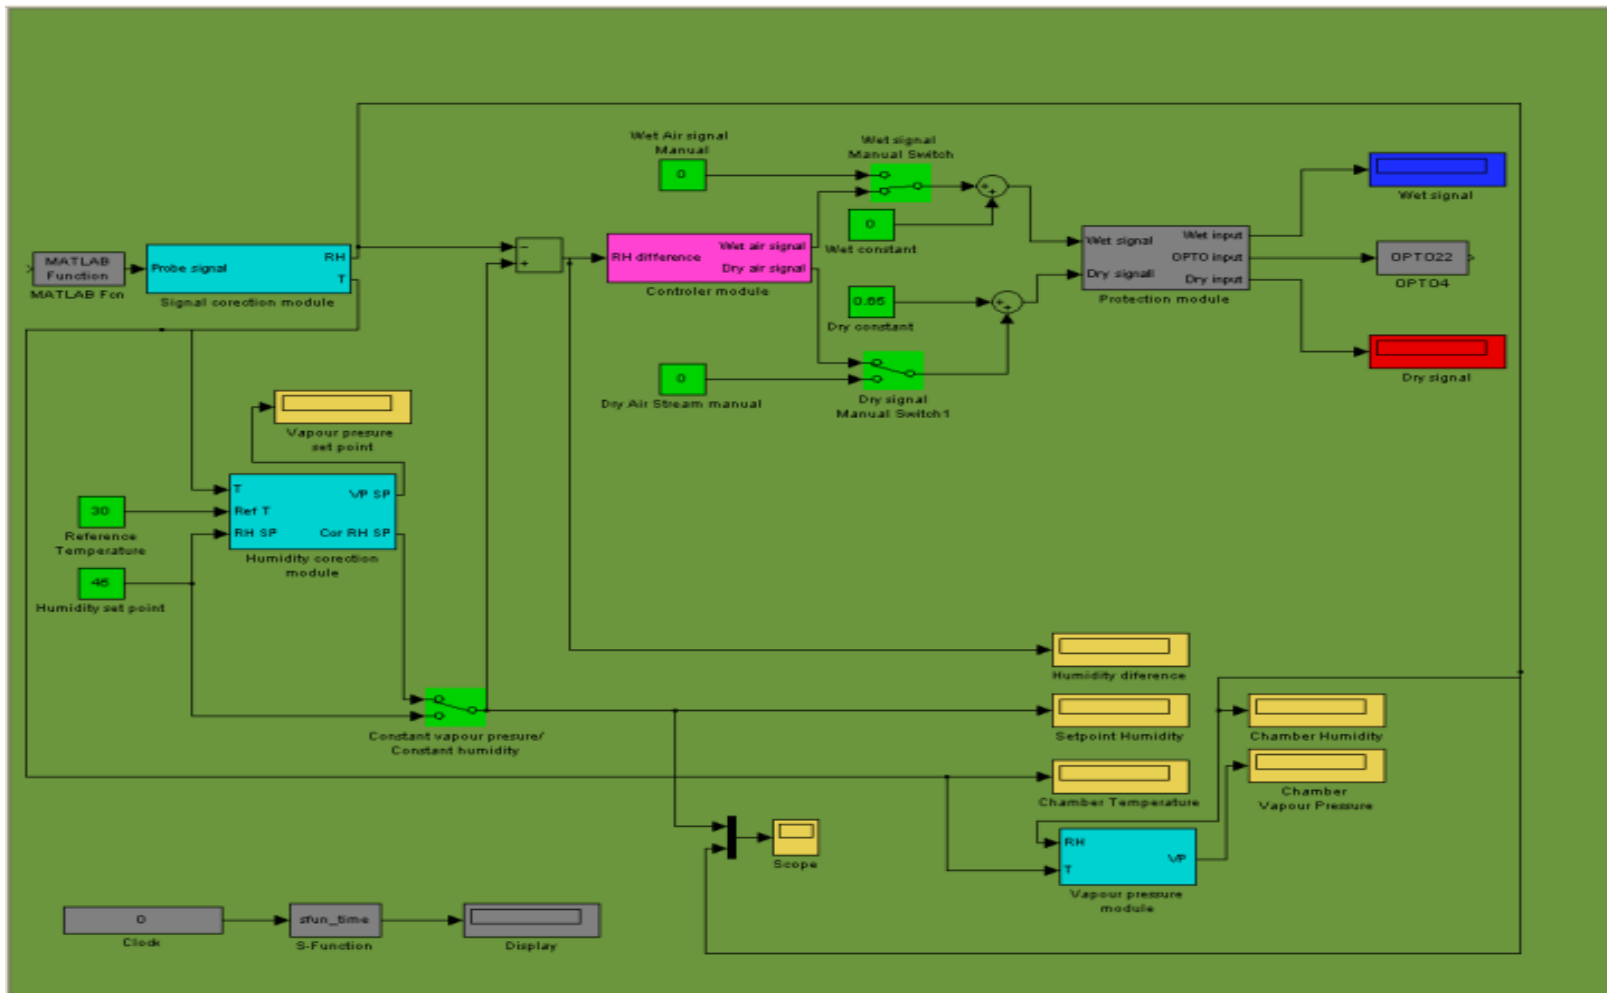 Wet Air signal
Manual
0
Wet signal
Manual Switch
0
Wet constant
Wet signal
MATLAB
Function
MATLAB Fcn
Probe signal
RH
T
Signal corection module
−
+
RH difference
Wet air signal
Dry air signal
Controler module
Wet signal
Dry signall
Wet input
OPTO input
Dry input
Protection module
OPTO22
OPTO4
0.65
Dry constant
0
Dry Air Stream manual
Dry signal
Manual Switch1
Dry signal
Vapour presure
set point
T
Ref T
RH SP
VP SP
Cor RH SP
Humidity corection
module
30
Reference
Temperature
Humidity set point
Constant vapour presure/
Constant humidity
Humidity diference
Setpoint Humidity
Chamber Humidity
Chamber Temperature
Chamber
Vapour Pressure
RH
T
VP
Vapour pressure
module
Scope
0
Clock
sfun_time
S-Function
Display